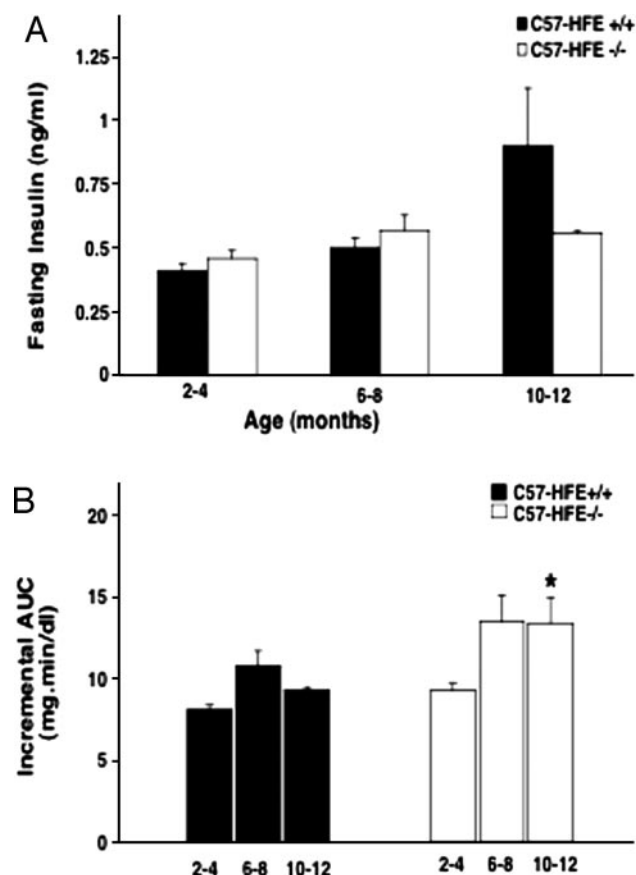 A
C57-HFE +/+
C57-HFE -/-
Fasting Insulin (ng/ml)
1.25
1
0.75
0.5
0.25
0
2-4
6-8
10-12
Age (months)
B
C57-HFE+/+
C57-HFE-/-
Incremental AUC
(mg.min/dl)
20
15
10
5
0
★
2-4
6-8
10-12
2-4
6-8
10-12